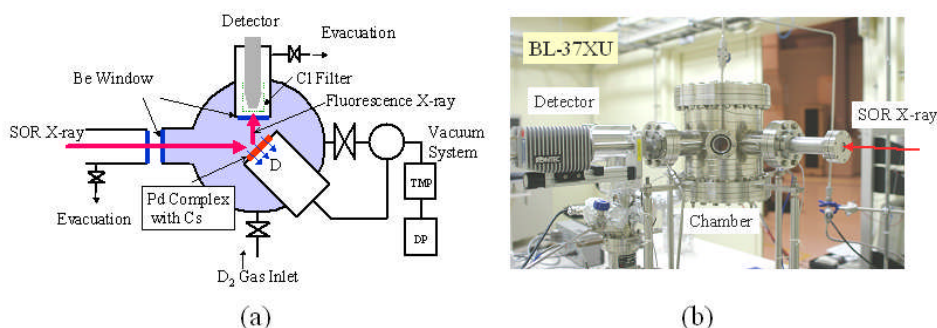 Detector
Evacuation
Be Window
Cl Filter
Fluorescence X-ray
SOR X-ray
Vacuum
System
D
TMP
DP
Evacuation
Pd Complex
with Cs
D₂ Gas Inlet
(a)
BL-37XU
Detector
SOR X-ray
Chamber
(b)